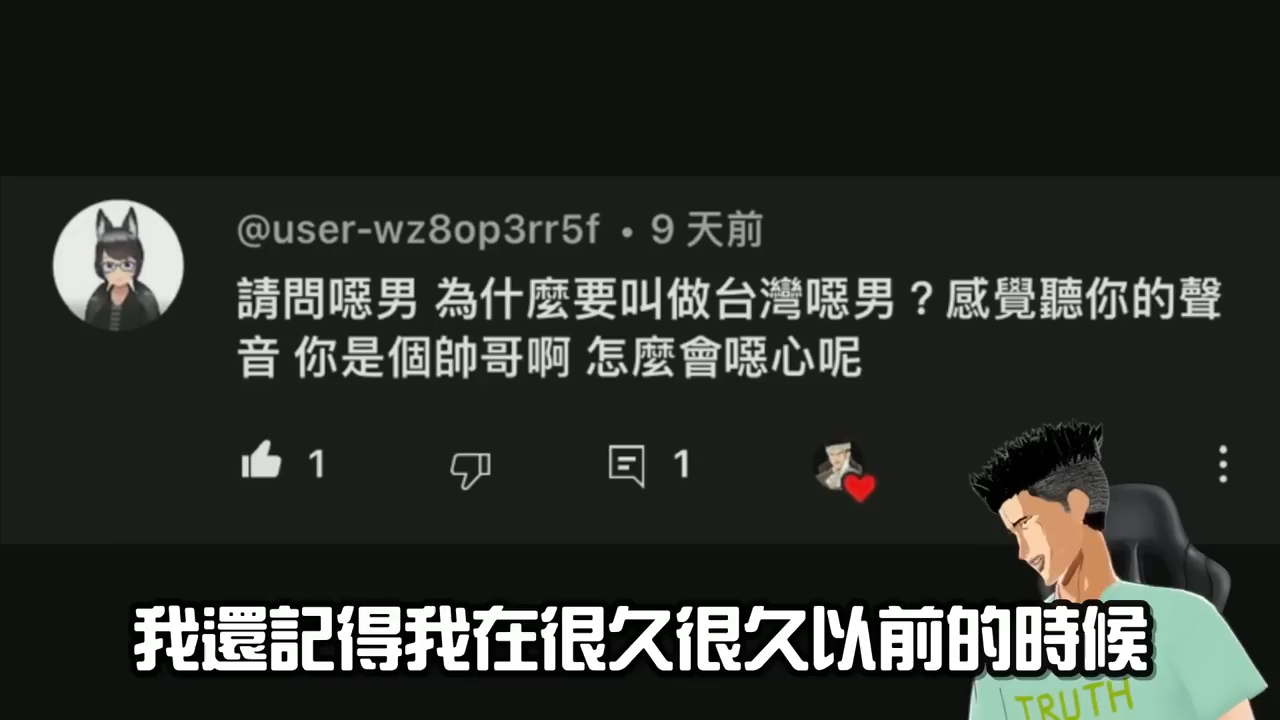 @user-wz8op3rr5f • 9 天前
請問噁男 為什麼要叫做台灣噁男？感覺聽你的聲
音 你是個帥哥啊 怎麼會噁心呢
1
1
我還記得我在很久很久以前的時候
TRUTH